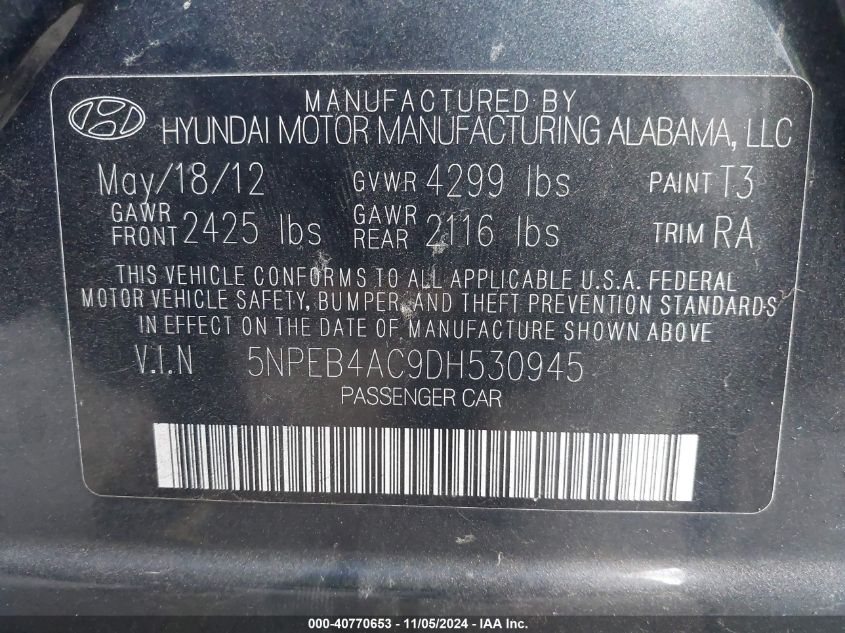 MANUFACTURED BY
HYUNDAI MOTOR MANUFACTURING ALABAMA, LLC
May/18/12 GVWR 4299 lbs PAINT T3
GAWR FRONT 2425 lbs GAWR REAR 2116 lbs TRIM RA
THIS VEHICLE CONFORMS TO ALL APPLICABLE U.S.A. FEDERAL
MOTOR VEHICLE SAFETY, BUMPER, AND THEFT PREVENTION STANDARDS
IN EFFECT ON THE DATE OF MANUFACTURE SHOWN ABOVE
V.I.N 5NPEB4AC9DH530945
PASSENGER CAR
000-40770653 - 11/05/2024 - IAA Inc.